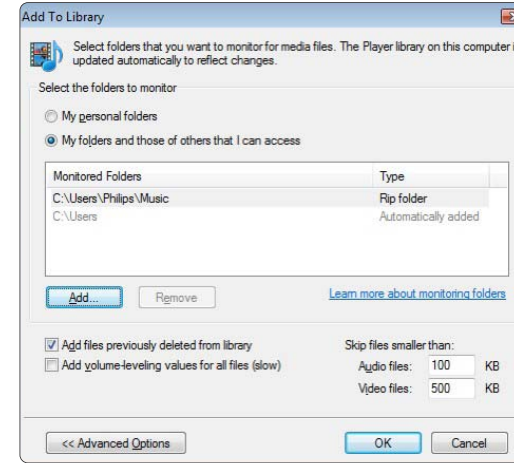 Add To Library
Select folders that you want to monitor for media files. The Player library on this computer i
updated automatically to reflect changes.
Select the folders to monitor
My personal folders
My folders and those of others that I can access
Monitored Folders Type
C:\Users\Philips\Music Rip folder
C:\Users Automatically added
Add... Remove Learn more about monitoring folders
Add files previously deleted from library Skip files smaller than:
Add volume-leveling values for all files (slow) Audio files: 100 KB
Video files: 500 KB
<< Advanced Options OK Cancel